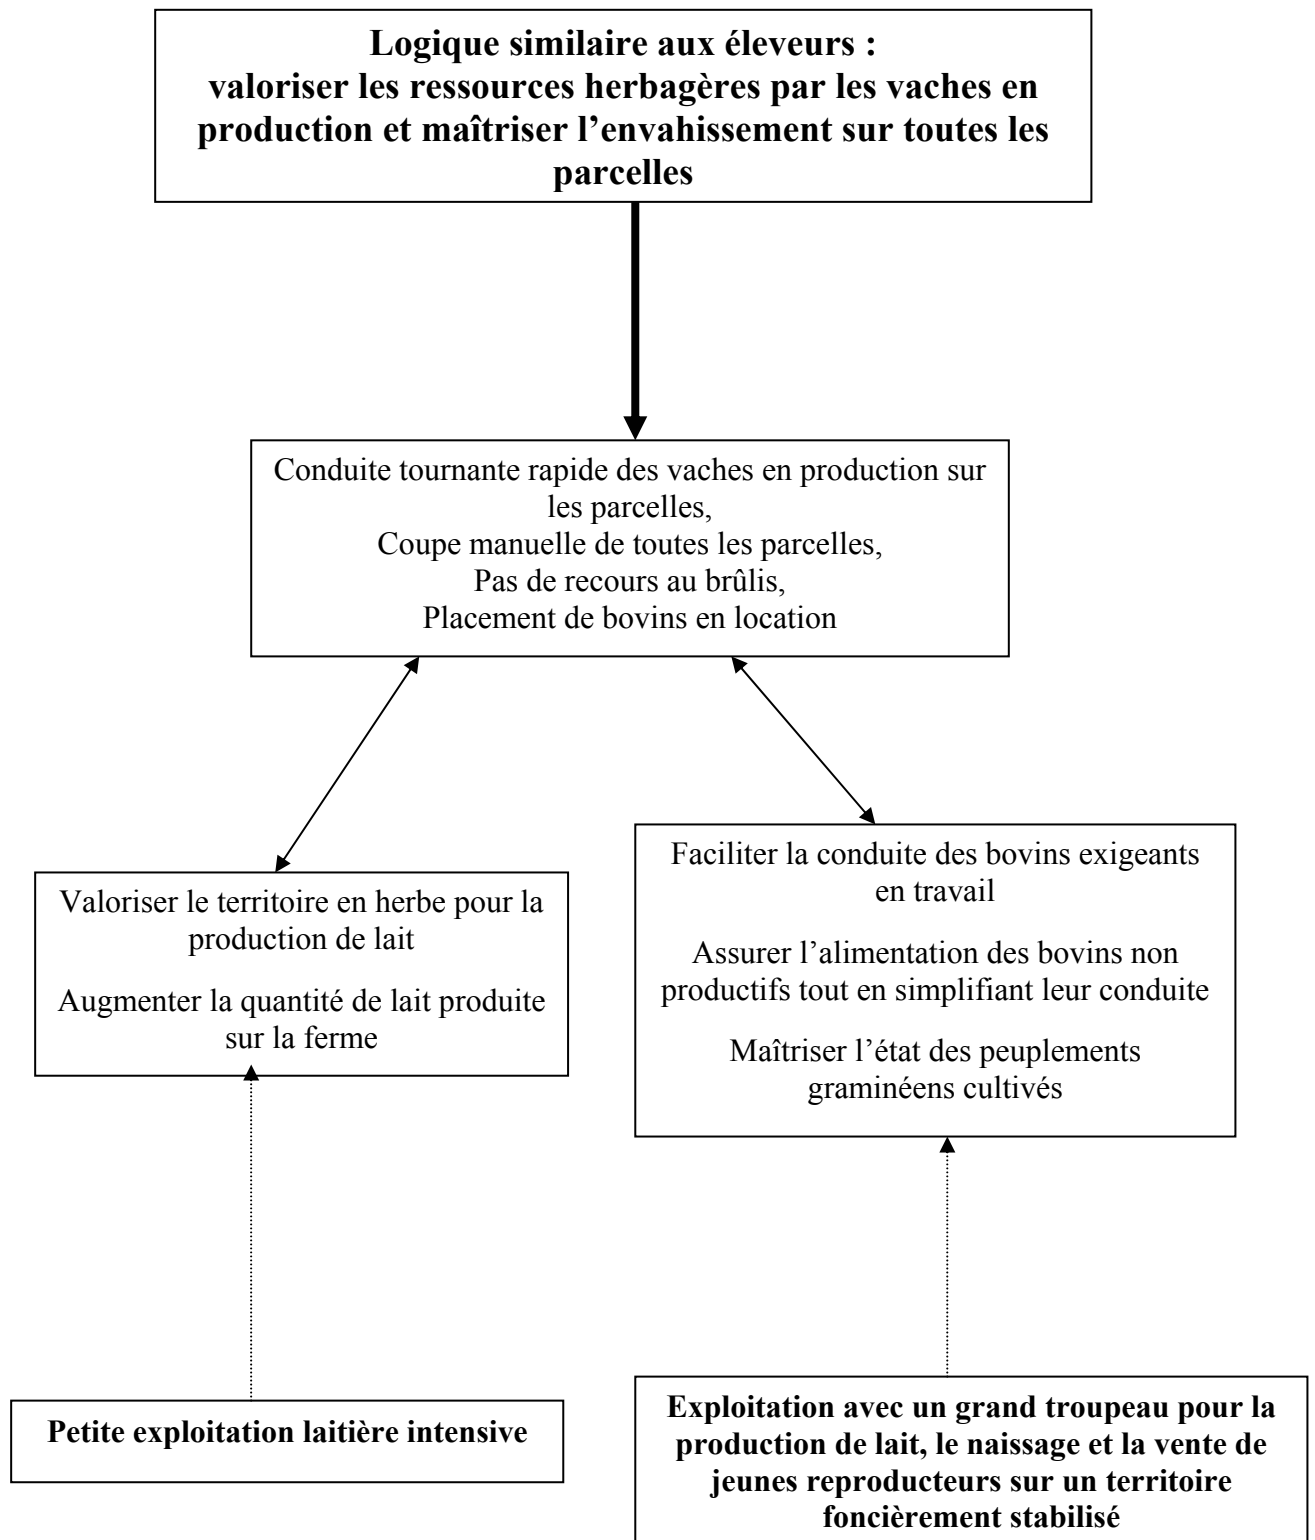 Logique similaire aux éleveurs :
valoriser les ressources herbagères par les vaches en
production et maîtriser l’envahissement sur toutes les
parcelles
Conduite tournante rapide des vaches en production sur
les parcelles,
Coupe manuelle de toutes les parcelles,
Pas de recours au brûlis,
Placement de bovins en location
Valoriser le territoire en herbe pour la
production de lait
Augmenter la quantité de lait produite
sur la ferme
Faciliter la conduite des bovins exigeants
en travail
Assurer l’alimentation des bovins non
productifs tout en simplifiant leur conduite
Maîtriser l’état des peuplements
graminéens cultivés
Petite exploitation laitière intensive
Exploitation avec un grand troupeau pour la
production de lait, le naissage et la vente de
jeunes reproducteurs sur un territoire
foncièrement stabilisé